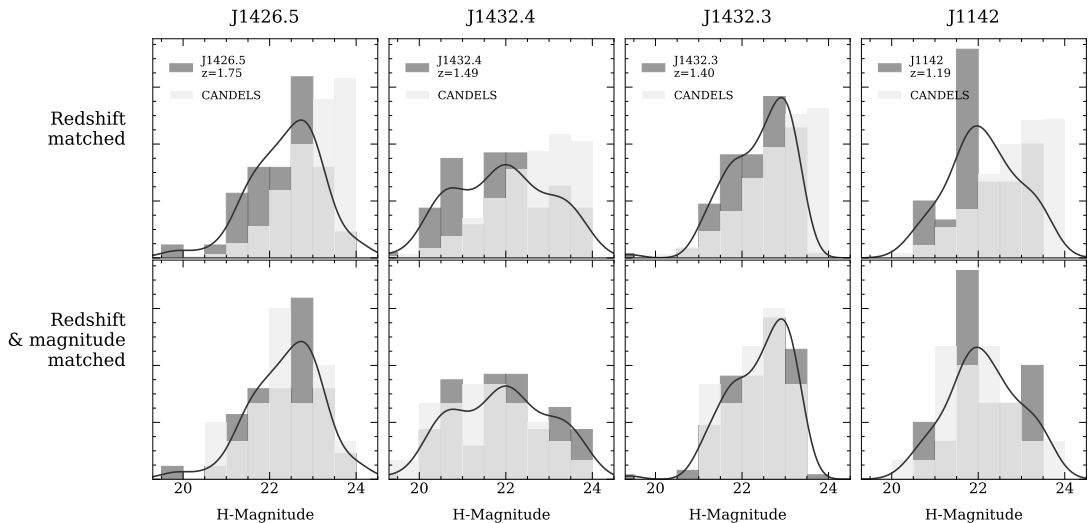 J1426.5
J1432.4
J1432.3
J1142
Redshift
matched
J1426.5
z=1.75
CANDELS
J1432.4
z=1.49
CANDELS
J1432.3
z=1.40
CANDELS
J1142
z=1.19
CANDELS
Redshift
& magnitude
matched
20 22 24
20 22 24
20 22 24
20 22 24
H-Magnitude
H-Magnitude
H-Magnitude
H-Magnitude